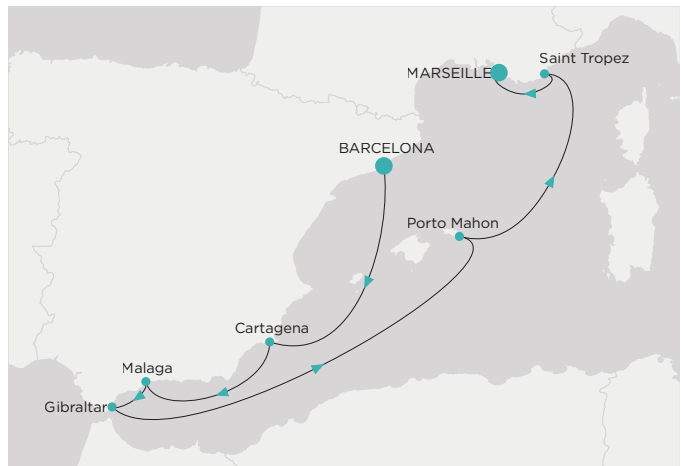 Saint Tropez
MARSEILLE
BARCELONA
Porto Mahon
Cartagena
Malaga
Gibraltar